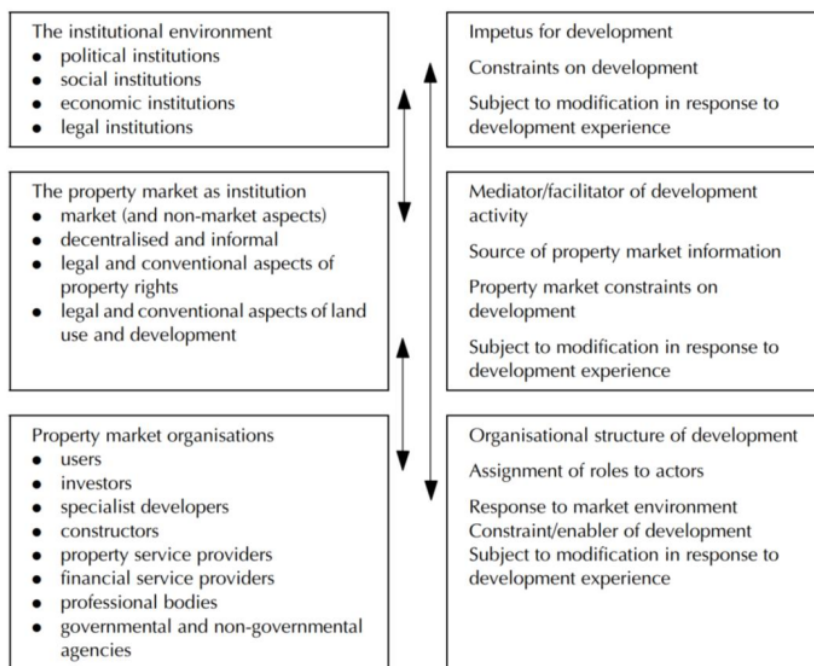 The institutional environment
● political institutions
● social institutions
● economic institutions
● legal institutions
Impetus for development
Constraints on development
Subject to modification in response to
development experience
The property market as institution
● market (and non-market aspects)
● decentralised and informal
● legal and conventional aspects of
property rights
● legal and conventional aspects of land
use and development
Mediator/facilitator of development
activity
Source of property market information
Property market constraints on
development
Subject to modification in response to
development experience
Property market organisations
● users
● investors
● specialist developers
● constructors
● property service providers
● financial service providers
● professional bodies
● governmental and non-governmental
agencies
Organisational structure of development
Assignment of roles to actors
Response to market environment
Constraint/enabler of development
Subject to modification in response to
development experience